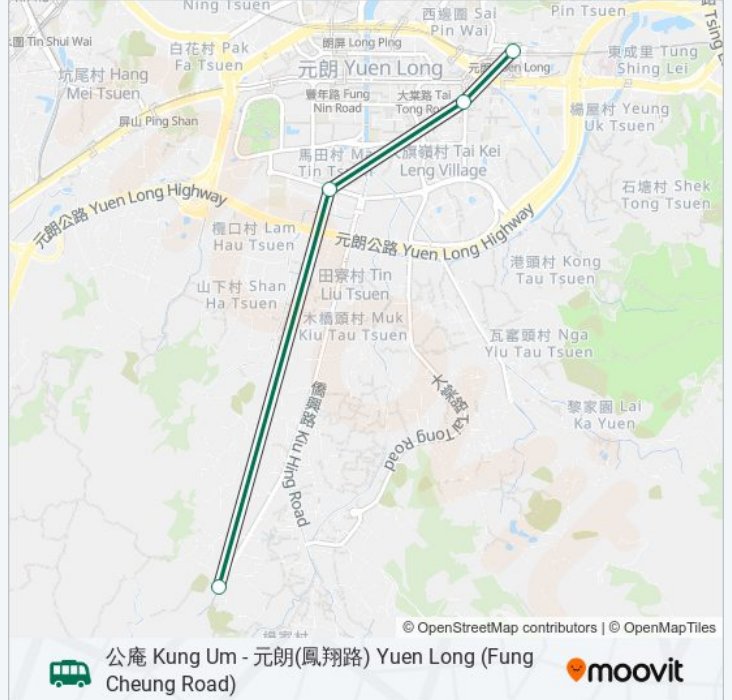 Ning Tsuen
西邊圍 Sai
Pin Wai
Pin Tsuen
圍 Tin Shui Wai
白花村 Pak
Fa Tsuen
朗屏 Long Ping
東成里 Tung
Shing Lei
坑尾村 Hang
Mei Tsuen
元朗 Yuen Long
元朗 Yuen Long
豐年路 Fung
Nin Road
大棠路 Tai
Tong
楊屋村 Yeung
Uk Tsuen
屏山 Ping Shan
馬田村
Tin
旗嶺村 Tai Kei
Leng Village
石塘村 Shek
Tong Tsuen
元朗公路 Yuen Long Highway
欖口村 Lam
Hau Tsuen
元朗公路 Yuen Long Highway
港頭村 Kong
Tau Tsuen
山下村 Shan
Ha Tsuen
田寮村 Tin
Liu Tsuen
木橋頭村 Muk
Kiu Tau Tsuen
瓦窰頭村 Nga
Yiu Tau Tsuen
僑興路 Kiu Hing Road
大棠路 Tai Tong Road
黎家園 Lai
Ka Yuen
© OpenStreetMap contributors | © OpenMapTiles
公庵 Kung Um - 元朗(鳳翔路) Yuen Long (Fung
Cheung Road)
moovit